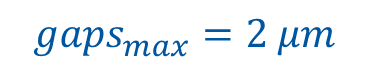 gaps_max = 2 μm